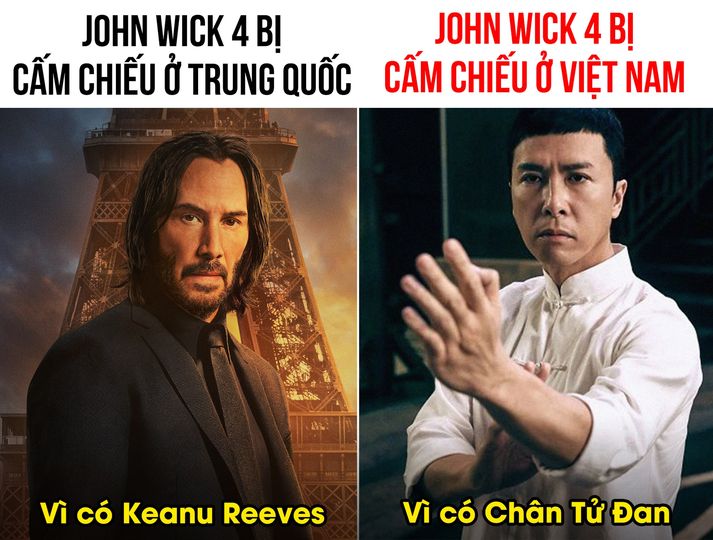 JOHN WICK 4 BỊ
CẤM CHIẾU Ở TRUNG QUỐC
JOHN WICK 4 BỊ
CẤM CHIẾU Ở VIỆT NAM
Vì có Keanu Reeves
Vì có Chân Tử Đan